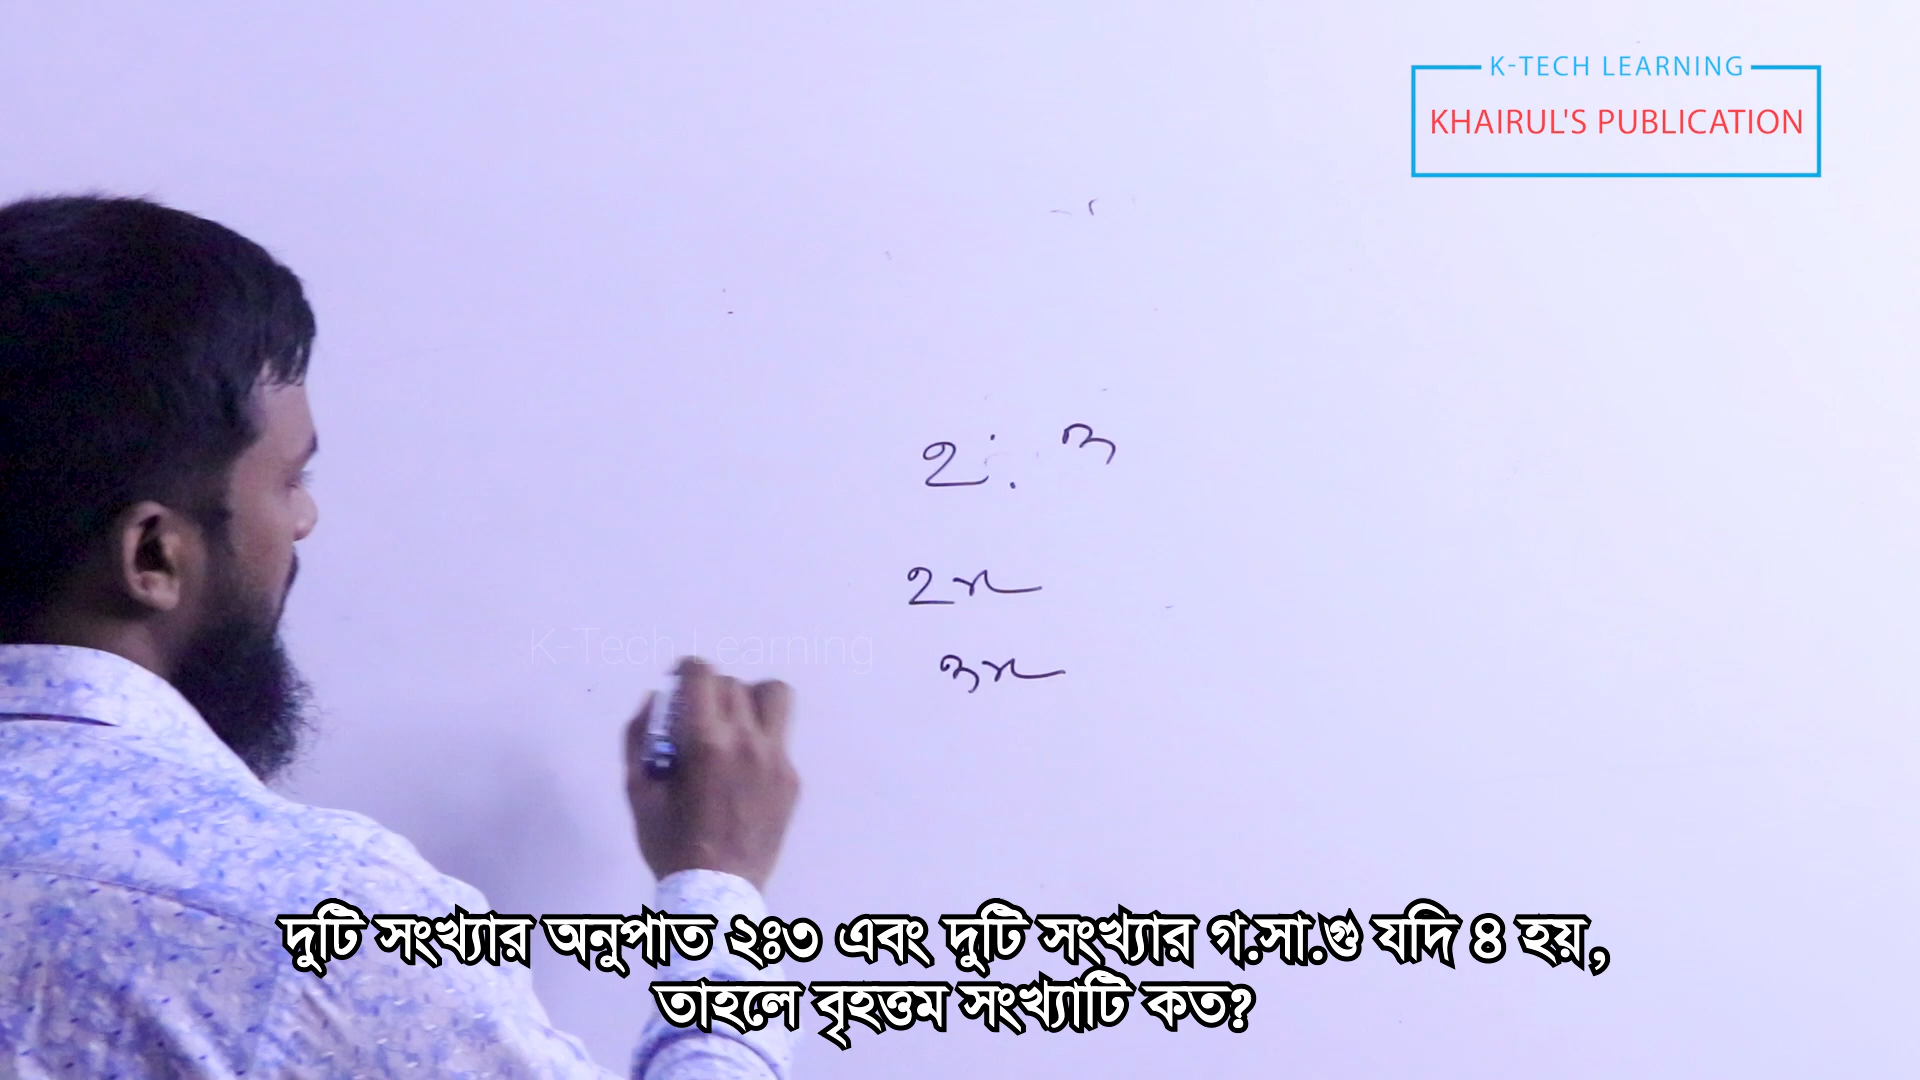 K-TECH LEARNING
KHAIRUL'S PUBLICATION
২ : ৩
২x
৩x
K-Tech Learning
দুটি সংখ্যার অনুপাত ২ঃ৩ এবং দুটি সংখ্যার গ.সা.গু যদি ৪ হয়,
তাহলে বৃহত্তম সংখ্যাটি কত?